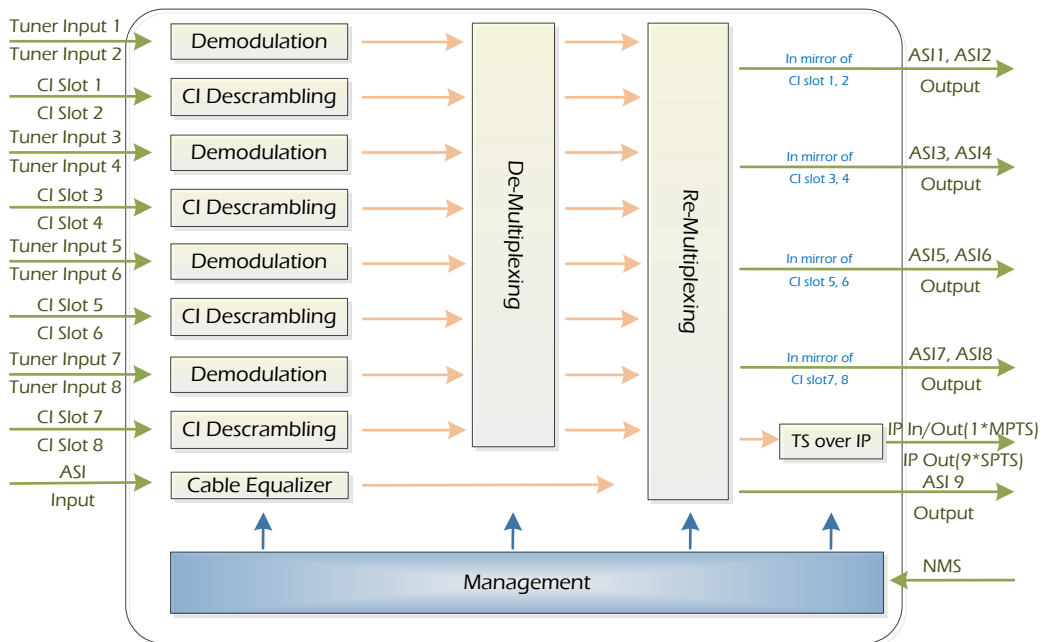 Tuner Input 1
Tuner Input 2
Demodulation
CI Slot 1
CI Slot 2
CI Descrambling
Tuner Input 3
Tuner Input 4
Demodulation
CI Slot 3
CI Slot 4
CI Descrambling
Tuner Input 5
Tuner Input 6
Demodulation
CI Slot 5
CI Slot 6
CI Descrambling
Tuner Input 7
Tuner Input 8
Demodulation
CI Slot 7
CI Slot 8
CI Descrambling
ASI
Input
Cable Equalizer
De-Multiplexing
Re-Multiplexing
In mirror of
CI slot 1, 2
ASI1, ASI2
Output
In mirror of
CI slot 3, 4
ASI3, ASI4
Output
In mirror of
CI slot 5, 6
ASI5, ASI6
Output
In mirror of
CI slot7, 8
ASI7, ASI8
Output
TS over IP
IP In/Out(1*MPTS)
IP Out(9*SPTS)
ASI 9
Output
Management
NMS